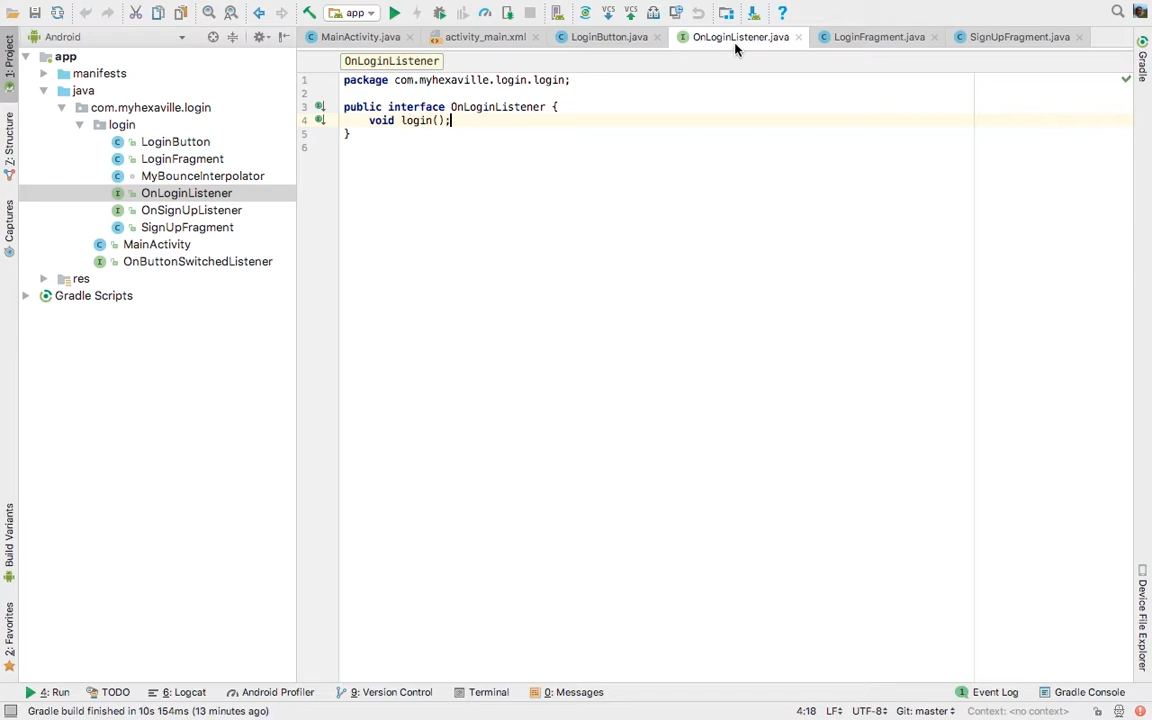 app
MainActivity.java
activity_main.xml
LoginButton.java
OnLoginListener.java
LoginFragment.java
SignUpFragment.java
Android
1: Project
Z: Structure
Captures
Build Variants
2: Favorites
app
manifests
java
com.myhexaville.login
login
LoginButton
LoginFragment
MyBounceInterpolator
OnLoginListener
OnSignUpListener
SignUpFragment
MainActivity
OnButtonSwitchedListener
res
Gradle Scripts
OnLoginListener
1 package com.myhexaville.login.login;
2
3 public interface OnLoginListener {
4 void login();
5 }
6
Gradle
Device File Explorer
4: Run
TODO
6: Logcat
Android Profiler
9: Version Control
Terminal
0: Messages
1 Event Log
Gradle Console
Gradle build finished in 10s 154ms (13 minutes ago)
4:18
LF
UTF-8
Git: master
Context: <no context>